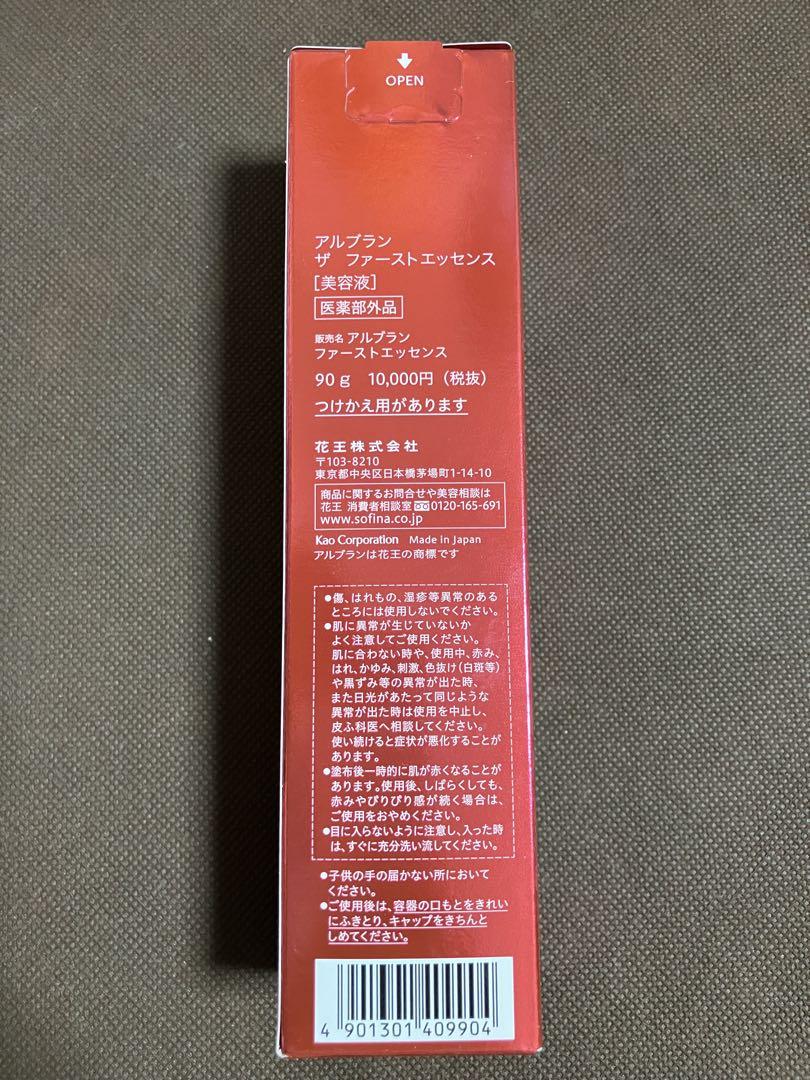 OPEN
アルブラン
ザ ファーストエッセンス
[美容液]
医薬部外品
販売名 アルブラン
ファーストエッセンス
90g 10,000円（税抜）
つけかえ用があります
花王株式会社
〒103-8210
東京都中央区日本橋茅場町1-14-10
商品に関するお問合せや美容相談は
花王 消費者相談室 0120-165-691
www.sofina.co.jp
Kao Corporation Made in Japan
アルブランは花王の商標です
●傷、はれもの、湿疹等異常のある
ところには使用しないでください。
●肌に異常が生じていないか
よく注意してご使用ください。
肌に合わない時や、使用中、赤み、
はれ、かゆみ、刺激、色抜け（白斑等）
や黒ずみ等の異常が出た時、
また日光があたって同じような
異常が出た時は使用を中止し、
皮ふ科医へ相談してください。
使い続けると症状が悪化することが
あります。
●塗布後一時的に肌が赤くなることが
あります。使用後、しばらくしても、
赤みやぴりぴり感が続く場合は、
ご使用をおやめください。
●目に入らないように注意し、入った時
は、すぐに充分洗い流してください。
●子供の手の届かない所において
ください。
●ご使用後は、容器の口もとをきれい
にふきとり、キャップをきちんと
しめてください。
4 901301 409904